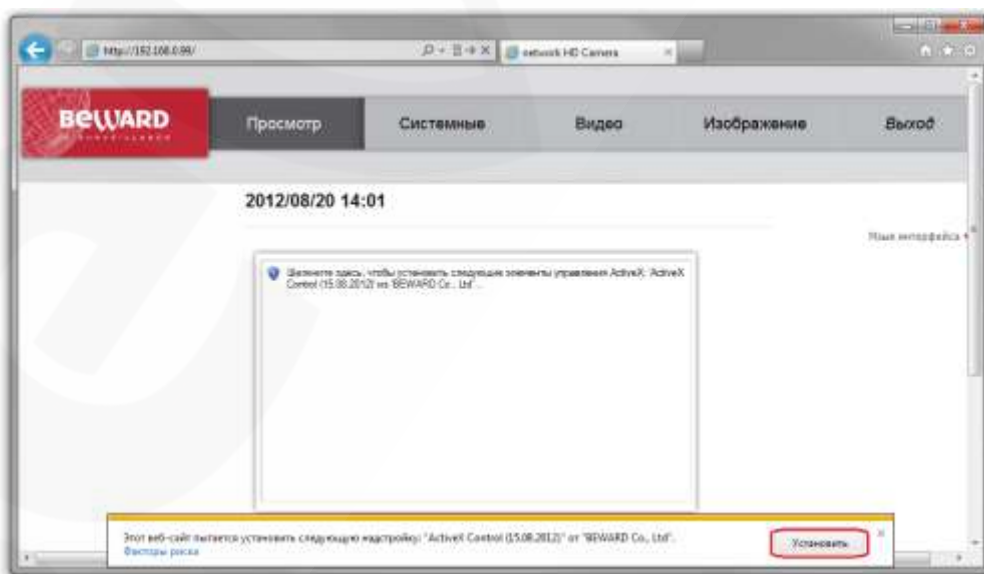 http://192.168.0.99/
network HD Camera
BEWARD
Просмотр
Системные
Видео
Изображение
Выход
2012/08/20 14:01
Язык интерфейса
Щелкните здесь, чтобы установить следующие элементы управления ActiveX: 'ActiveX
Control (15.08.2012)' из 'BEWARD Co., Ltd'...
Этот веб-сайт пытается установить следующую надстройку: "ActiveX Control (15.08.2012)" от "BEWARD Co., Ltd".
Установить
Факторы риска